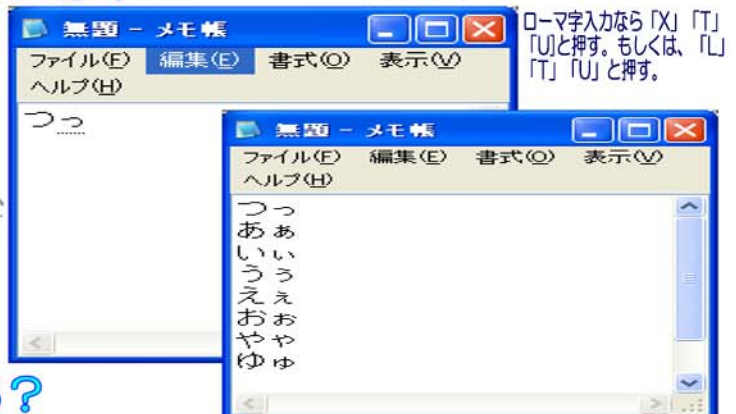 無題 - メモ帳
ファイル(F) 編集(E) 書式(O) 表示(V)
ヘルプ(H)
つっ
ローマ字入力なら「X」「T」
「U]と押す。もしくは、「L」
「T」「U」と押す。
無題 - メモ帳
ファイル(F) 編集(E) 書式(O) 表示(V)
ヘルプ(H)
つっ
あぁ
いぃ
うぅ
えぇ
おぉ
やゃ
ゆゅ
?